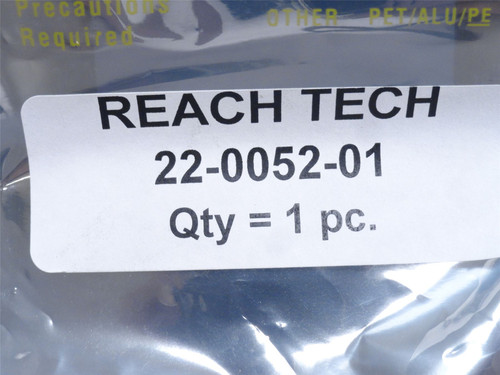 Precautions
Required
OTHER PET/ALU/PE
REACH TECH
22-0052-01
Qty = 1 pc.